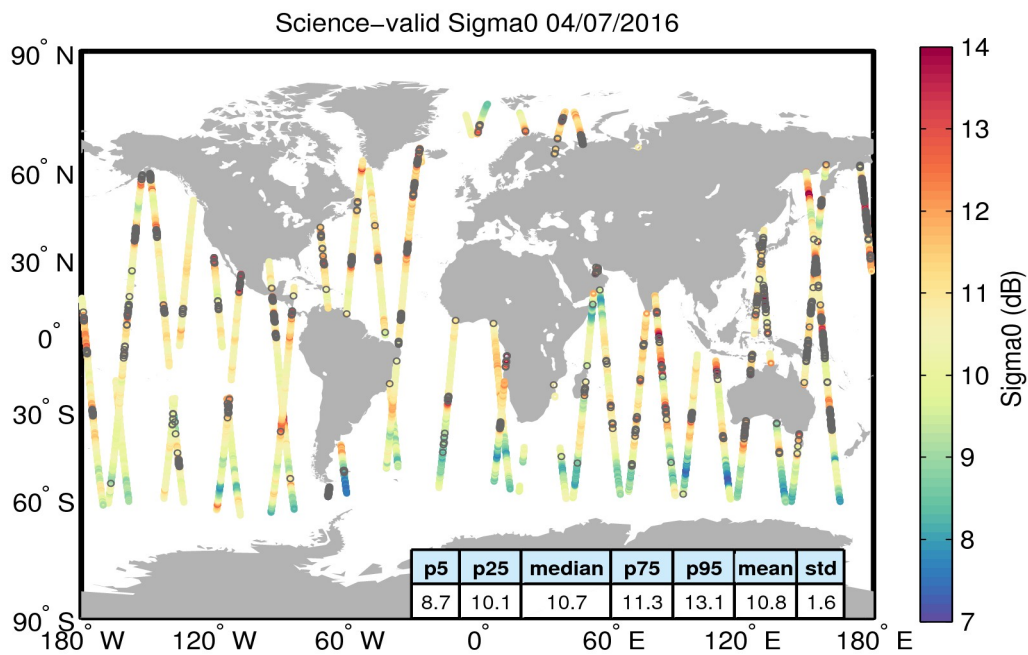 Science−valid Sigma0 04/07/2016
90° N
60° N
30° N
0°
30° S
60° S
90° S
180° W
120° W
60° W
0°
60° E
120° E
180° E
p5 p25 median p75 p95 mean std
8.7 10.1 10.7 11.3 13.1 10.8 1.6
14
13
12
11
10
9
8
7
Sigma0 (dB)